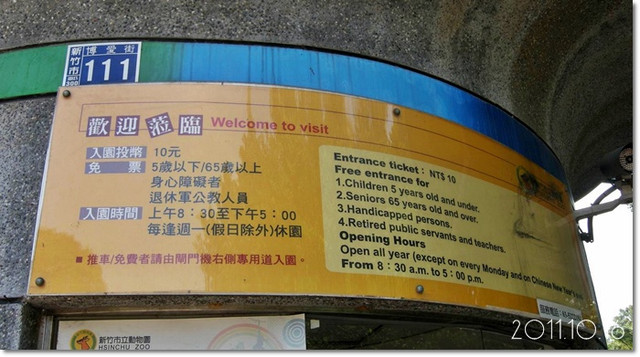 新竹市 博愛街
111
歡迎蒞臨 Welcome to visit
入園投幣 10元
免票 5歲以下/65歲以上
身心障礙者
退休軍公教人員
入園時間 上午8：30至下午5：00
每逢週一(假日除外)休園
■推車/免費者請由閘門機右側專用道入園。
Entrance ticket：NT$ 10
Free entrance for
1.Children 5 years old and under.
2.Seniors 65 years old and over.
3.Handicapped persons.
4.Retired public servants and teachers.
Opening Hours
Open all year (except on every Monday and on Chinese New Year
From 8：30 a.m. to 5：00 p.m.
新竹市立動物園
HSINCHU ZOO
2011.10.